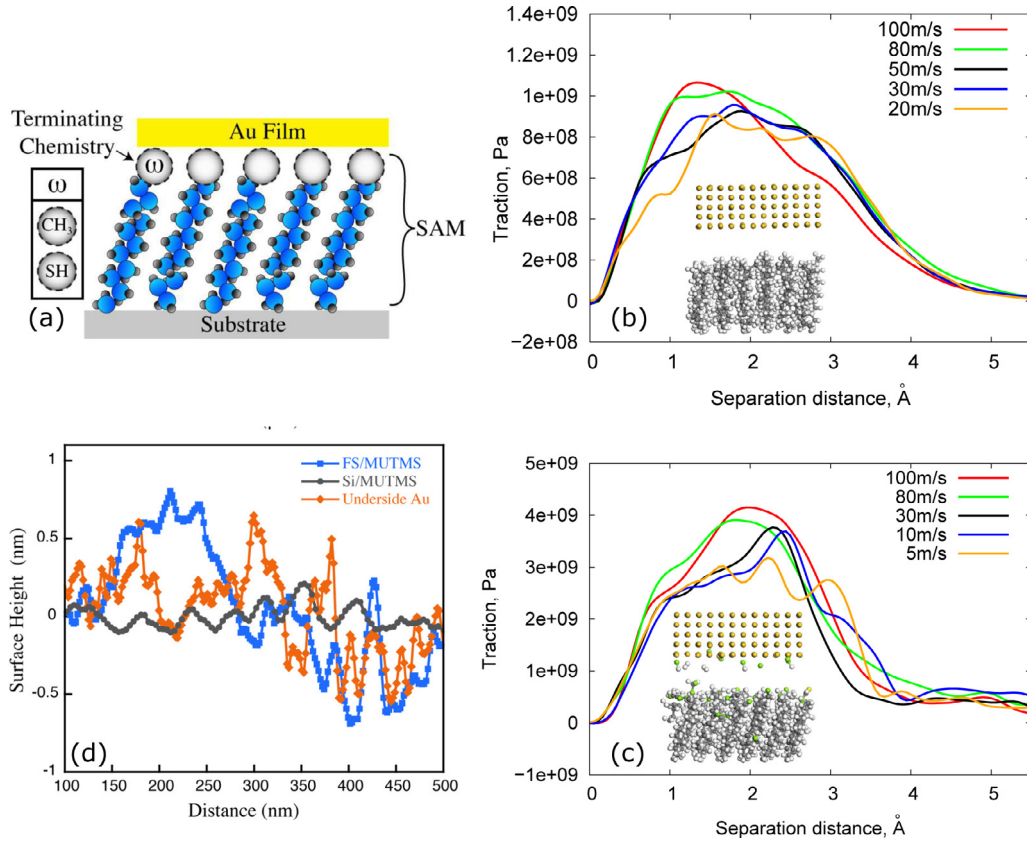 Terminating
Chemistry
Au Film
ω
ω
CH₃
SH
SAM
(a)
Substrate
1.4e+09
1.2e+09
1e+09
8e+08
6e+08
4e+08
2e+08
0
−2e+08
Traction, Pa
100m/s
80m/s
50m/s
30m/s
20m/s
(b)
0 1 2 3 4 5
Separation distance, Å
1
0.5
0
-0.5
-1
Surface Height (nm)
FS/MUTMS
Si/MUTMS
Underside Au
(d)
100 150 200 250 300 350 400 450 500
Distance (nm)
5e+09
4e+09
3e+09
2e+09
1e+09
0
−1e+09
Traction, Pa
100m/s
80m/s
30m/s
10m/s
5m/s
(c)
0 1 2 3 4 5
Separation distance, Å